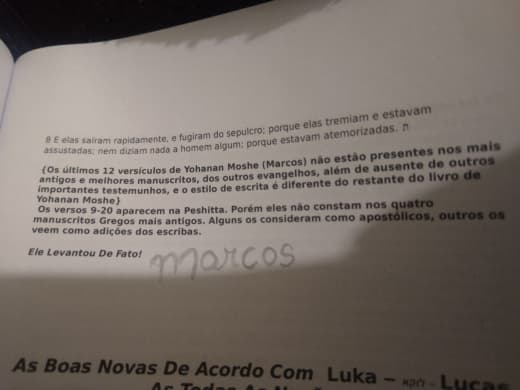 8 E elas saíram rapidamente, e fugiram do sepulcro; porque elas tremiam e estavam
assustadas; nem diziam nada a homem algum; porque estavam atemorizadas. ת
{Os últimos 12 versículos de Yohanan Moshe (Marcos) não estão presentes nos mais
antigos e melhores manuscritos, dos outros evangelhos, além de ausente de outros
importantes testemunhos, e o estilo de escrita é diferente do restante do livro de
Yohanan Moshe}
Os versos 9-20 aparecem na Peshitta. Porém eles não constam nos quatro
manuscritos Gregos mais antigos. Alguns os consideram como apostólicos, outros os
veem como adições dos escribas.
Ele Levantou De Fato!
Marcos
As Boas Novas De Acordo Com Luka – – Lucas
As Todas As